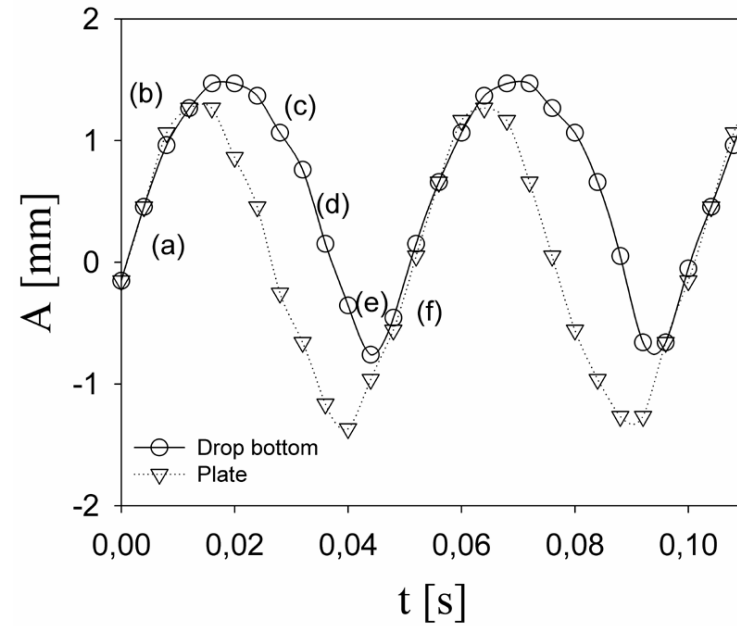 2
(b)
(c)
1
(d)
A [mm]
(a)
0
(e)
(f)
-1
Drop bottom
Plate
-2
0,00 0,02 0,04 0,06 0,08 0,10
t [s]